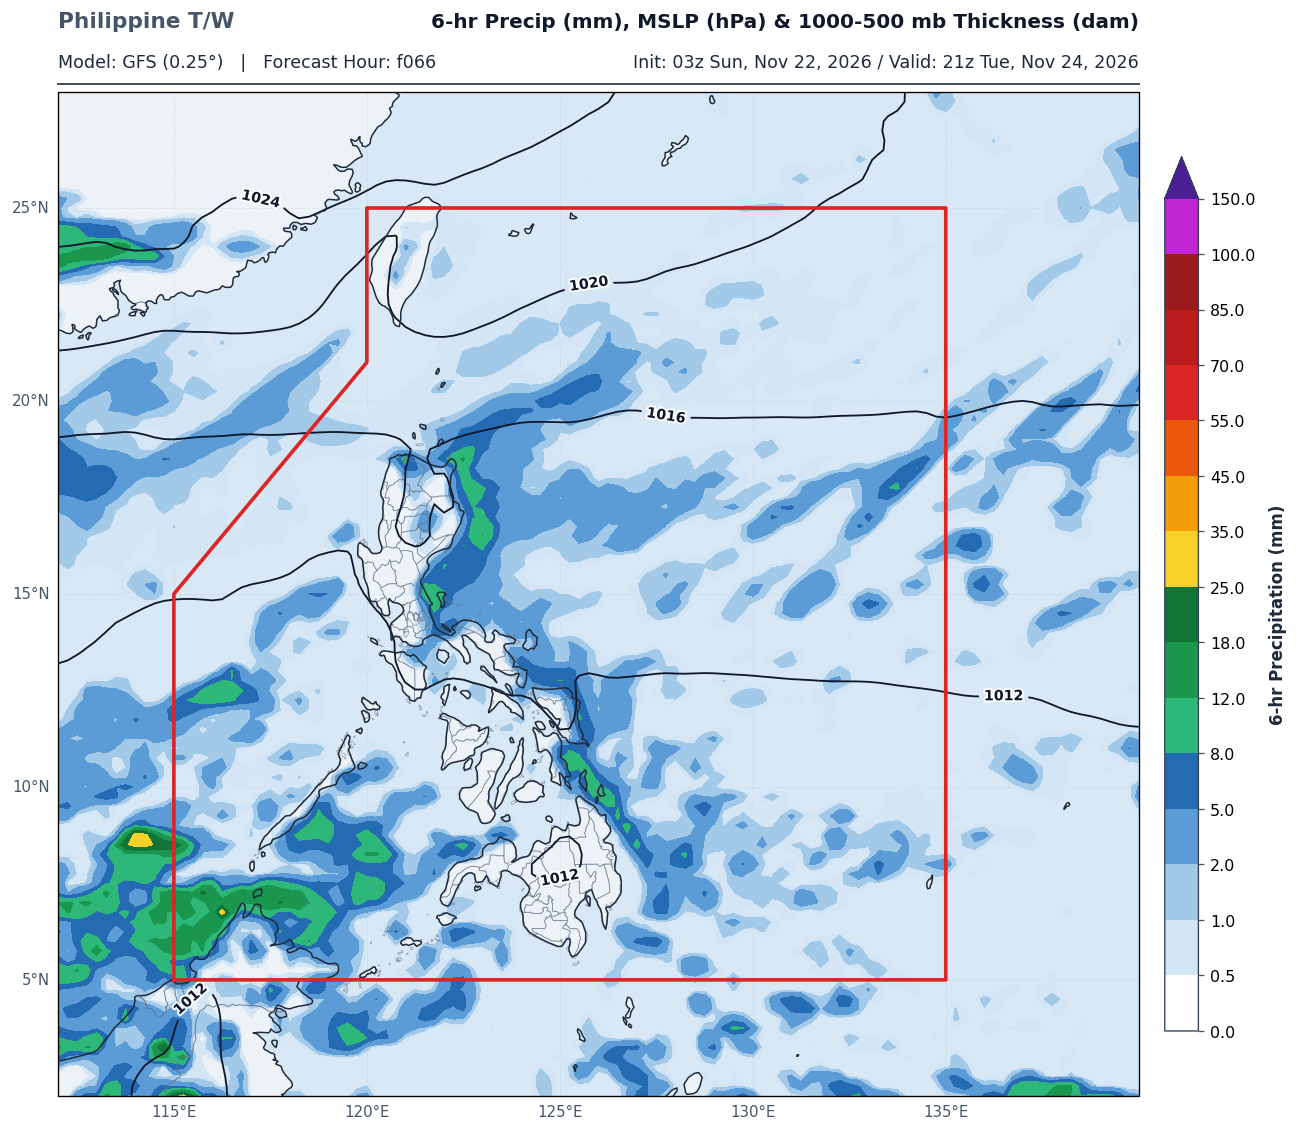 Philippine T/W
6-hr Precip (mm), MSLP (hPa) & 1000-500 mb Thickness (dam)
Model: GFS (0.25°) | Forecast Hour: f066
Init: 03z Sun, Nov 22, 2026 / Valid: 21z Tue, Nov 24, 2026
1024
1020
1016
1012
1012
1012
25°N
20°N
15°N
10°N
5°N
115°E
120°E
125°E
130°E
135°E
150.0
100.0
85.0
70.0
55.0
45.0
35.0
25.0
18.0
12.0
8.0
5.0
2.0
1.0
0.5
0.0
6-hr Precipitation (mm)